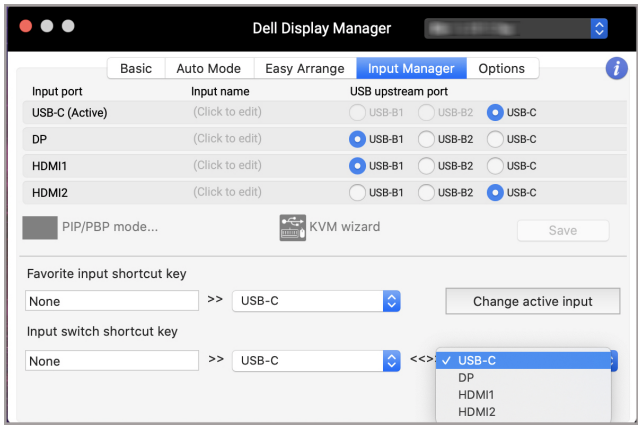 Dell Display Manager
Basic Auto Mode Easy Arrange Input Manager Options i
Input port Input name USB upstream port
USB-C (Active) (Click to edit) USB-B1 USB-B2 USB-C
DP (Click to edit) USB-B1 USB-B2 USB-C
HDMI1 (Click to edit) USB-B1 USB-B2 USB-C
HDMI2 (Click to edit) USB-B1 USB-B2 USB-C
PIP/PBP mode... KVM wizard Save
Favorite input shortcut key
None >> USB-C Change active input
Input switch shortcut key
None >> USB-C <<>> ✓ USB-C
DP
HDMI1
HDMI2